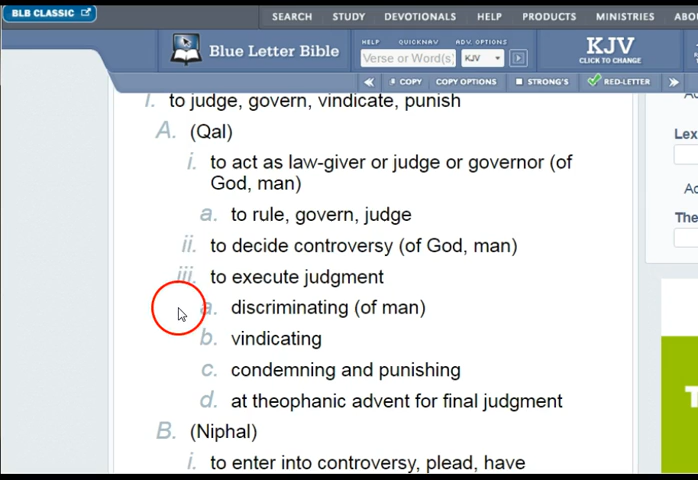 BLB CLASSIC
SEARCH STUDY DEVOTIONALS HELP PRODUCTS MINISTRIES
HELP QUICKNAV ADV. OPTIONS
Blue Letter Bible
Verse or Word(s) KJV
KJV
CLICK TO CHANGE
COPY COPY OPTIONS STRONG'S RED-LETTER
I. to judge, govern, vindicate, punish
A. (Qal)
i. to act as law-giver or judge or governor (of
God, man)
a. to rule, govern, judge
ii. to decide controversy (of God, man)
iii. to execute judgment
a. discriminating (of man)
b. vindicating
c. condemning and punishing
d. at theophanic advent for final judgment
B. (Niphal)
i. to enter into controversy, plead, have
Lex
The